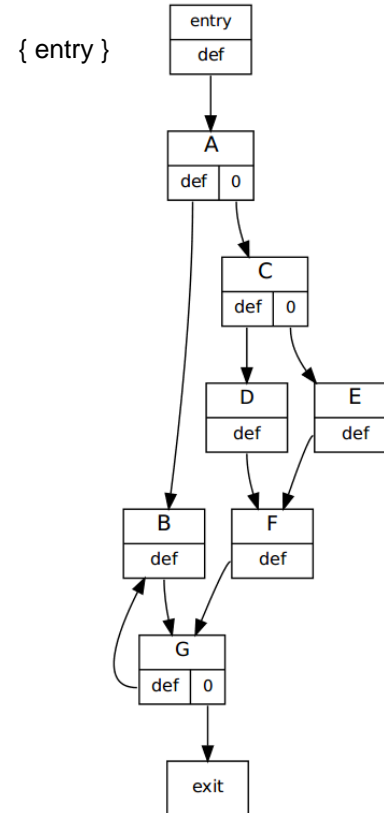 entry
{ entry }
def
A
def 0
C
def 0
D E
def def
B F
def def
G
def 0
exit